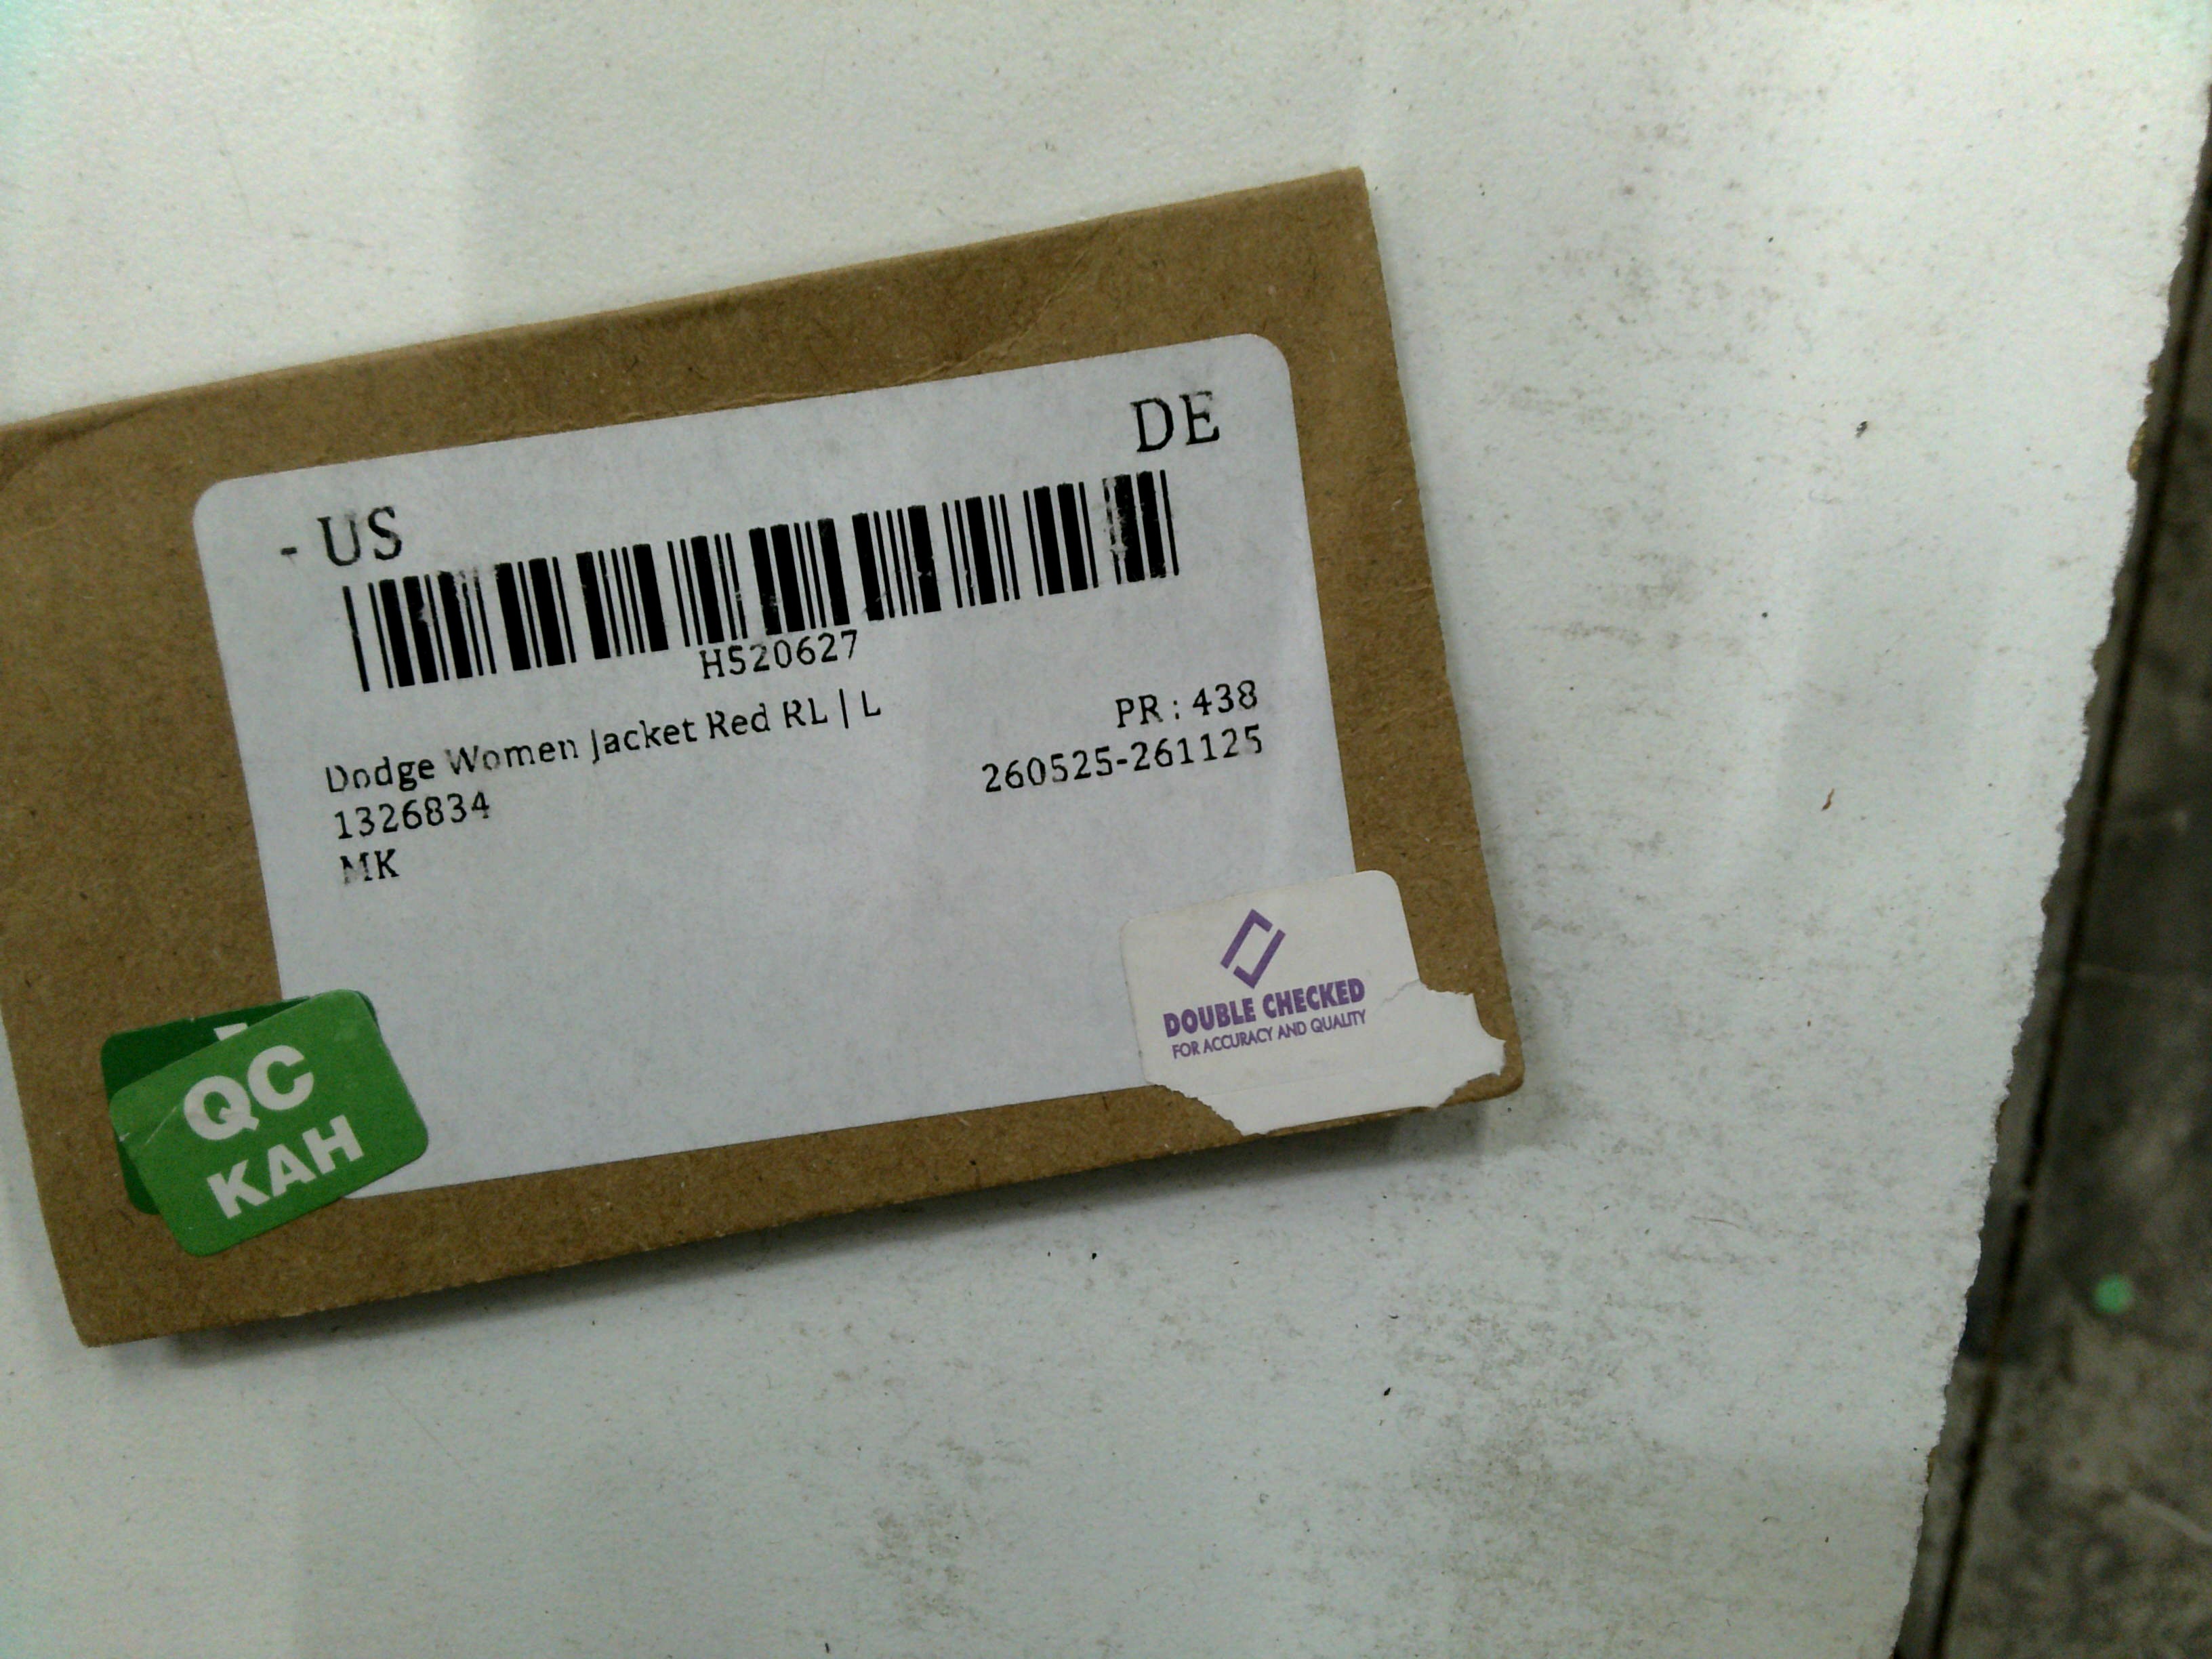 - US
DE
H520627
Dodge Women Jacket Red RL | L
PR : 438
1326834
260525-261125
MK
DOUBLE CHECKED
FOR ACCURACY AND QUALITY
QC
KAH